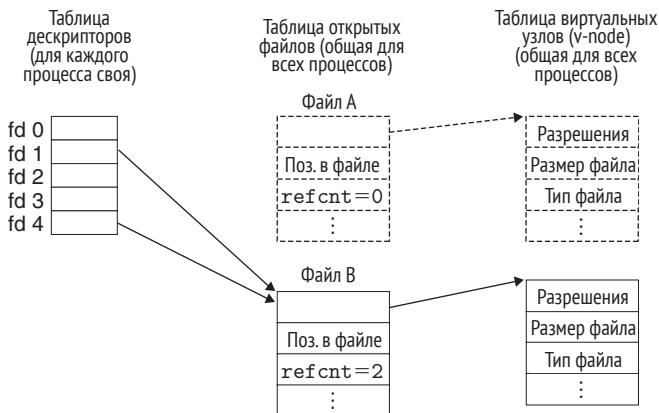 Таблица
дескрипторов
(для каждого
процесса своя)
Таблица открытых
файлов (общая для
всех процессов)
Таблица виртуальных
узлов (v-node)
(общая для всех
процессов)
fd 0
fd 1
fd 2
fd 3
fd 4
Файл A
Поз. в файле
refcnt=0
⋮
Разрешения
Размер файла
Тип файла
⋮
Файл B
Поз. в файле
refcnt=2
⋮
Разрешения
Размер файла
Тип файла
⋮